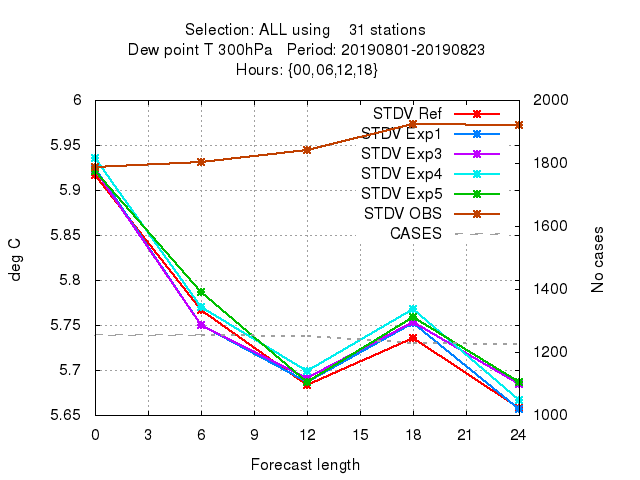 Selection: ALL using    31 stations
Dew point T 300hPa   Period: 20190801-20190823
Hours: {00,06,12,18}
6
5.95
5.9
5.85
5.8
5.75
5.7
5.65
deg C
STDV Ref
STDV Exp1
STDV Exp3
STDV Exp4
STDV Exp5
STDV OBS
CASES
2000
1800
1600
1400
1200
1000
No cases
0 3 6 9 12 15 18 21 24
Forecast length